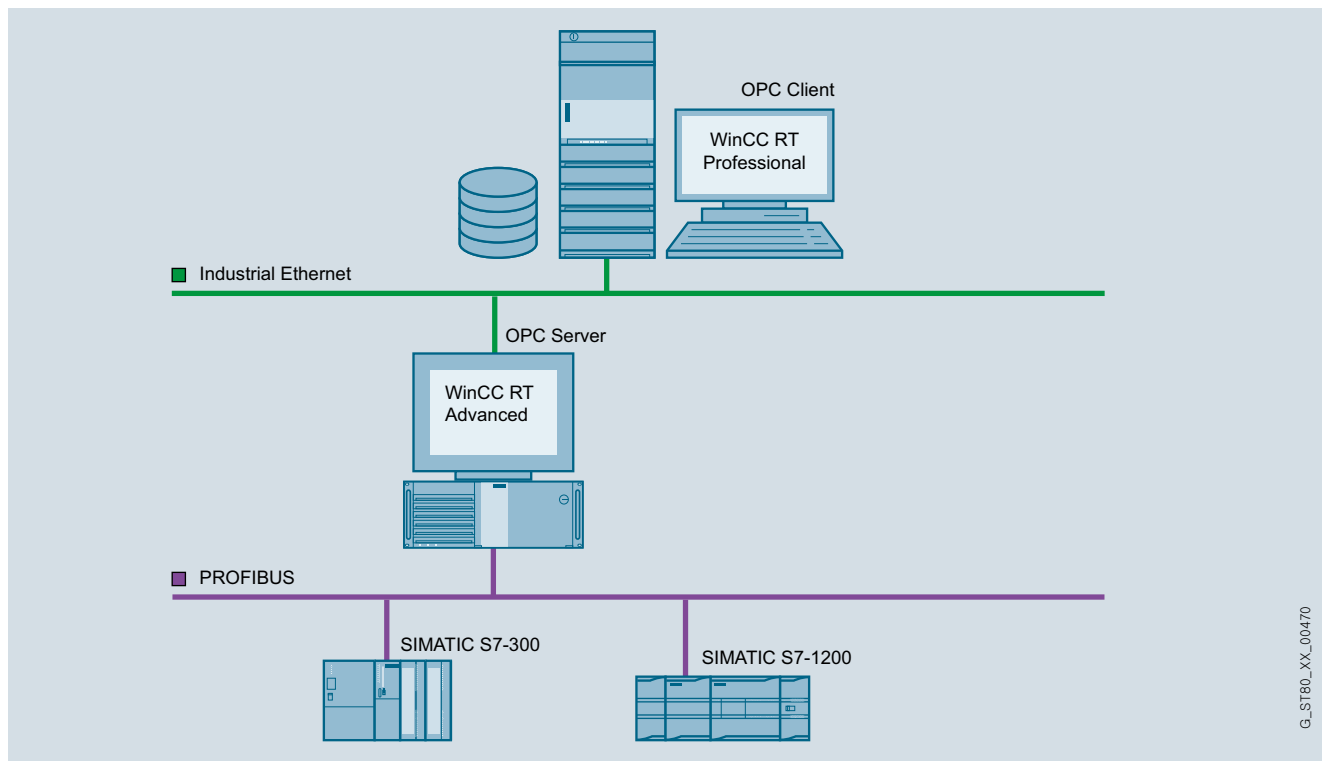 OPC Client
WinCC RT
Professional
Industrial Ethernet
OPC Server
WinCC RT
Advanced
PROFIBUS
SIMATIC S7-300
SIMATIC S7-1200
G_ST80_XX_00470